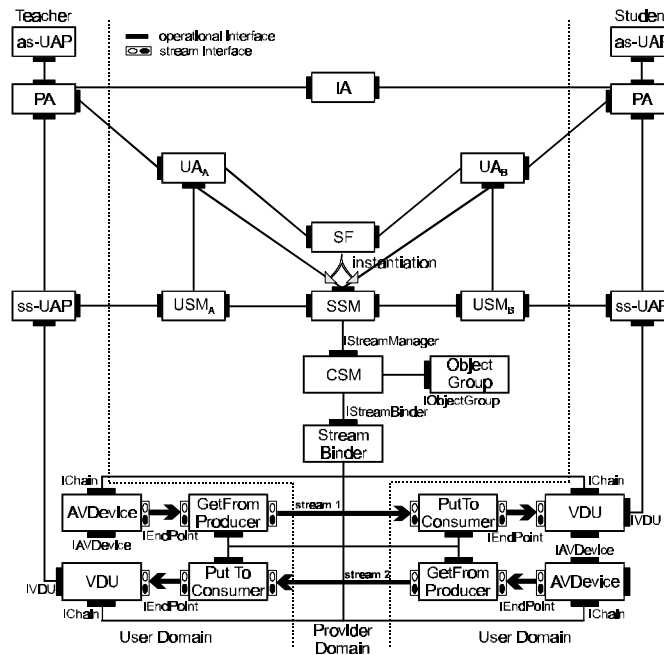 Teacher
Student
as-UAP
operational Interface
stream Interface
as-UAP
PA
IA
PA
UAA
UAB
SF
instantiation
ss-UAP
USMA
SSM
USMB
ss-UAP
IStreamManager
CSM
Object
Group
IObjectGroup
IStreamBinder
Stream
Binder
IChain
IChain
AVDevice
GetFrom
Producer
stream 1
PutTo
Consumer
VDU
IVDU
IEndPoint
IEndPoint
IAVDevice
IAVDevice
VDU
Put To
Consumer
stream 2
GetFrom
Producer
AVDevice
IVDU
IEndPoint
IEndPoint
IChain
IChain
User Domain
Provider
Domain
User Domain